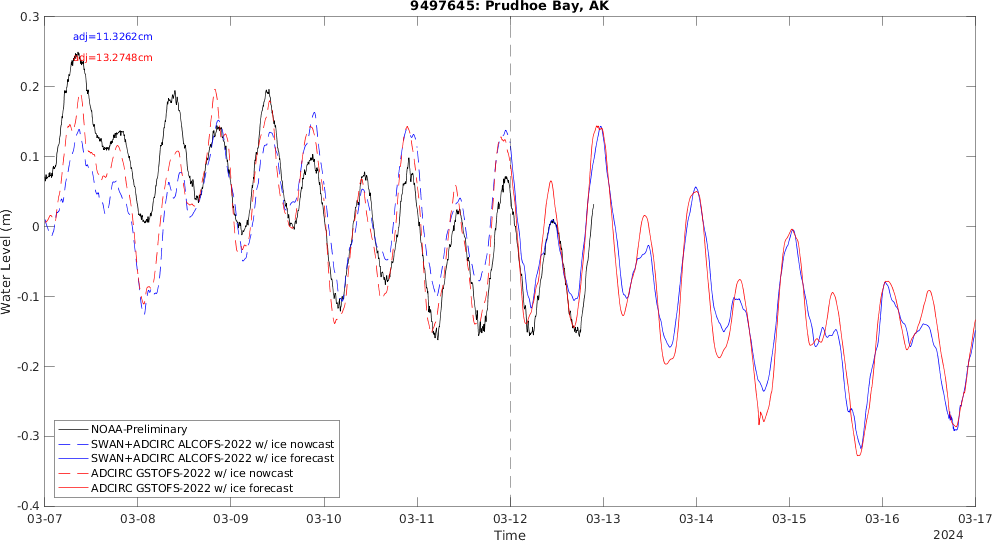 9497645: Prudhoe Bay, AK
adj=11.3262cm
adj=13.2748cm
Water Level (m)
0.3
0.2
0.1
0
-0.1
-0.2
-0.3
-0.4
NOAA-Preliminary
SWAN+ADCIRC ALCOFS-2022 w/ ice nowcast
SWAN+ADCIRC ALCOFS-2022 w/ ice forecast
ADCIRC GSTOFS-2022 w/ ice nowcast
ADCIRC GSTOFS-2022 w/ ice forecast
03-07 03-08 03-09 03-10 03-11 03-12 03-13 03-14 03-15 03-16 03-17
Time
2024